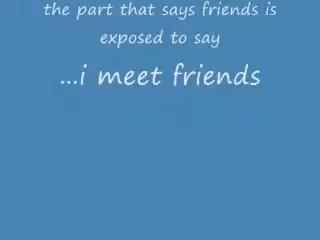 the part that says friends is
exposed to say
...i meet friends